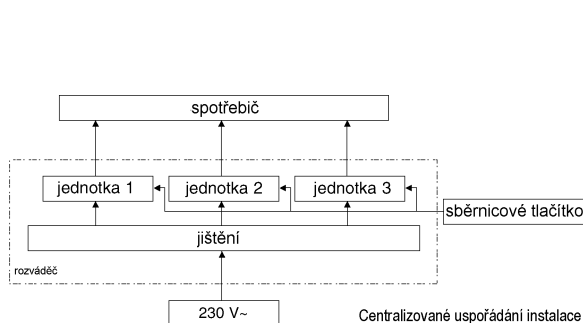 spotřebič
jednotka 1
jednotka 2
jednotka 3
sběrnicové tlačítko
jištění
rozváděč
230 V~
Centralizované uspořádání instalace